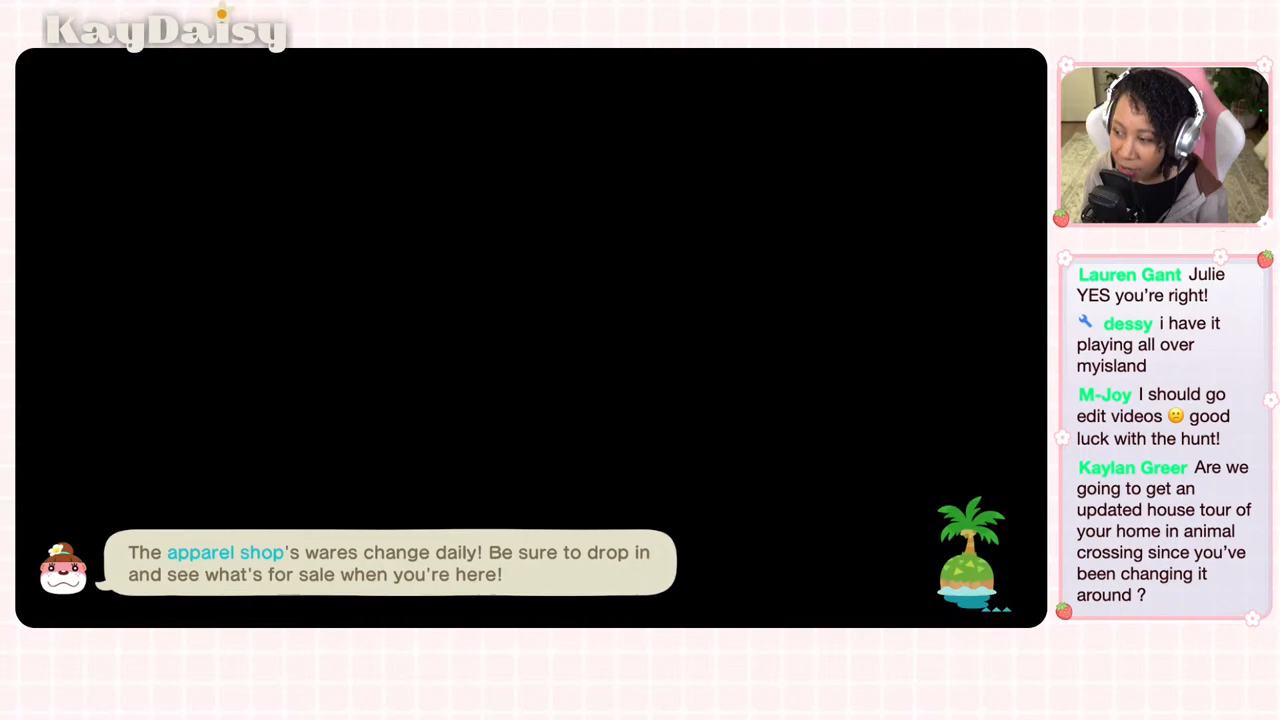 KayDaisy
Lauren Gant Julie
YES you're right!
dessy i have it
playing all over
myisland
M-Joy I should go
edit videos 😕 good
luck with the hunt!
Kaylan Greer Are we
going to get an
updated house tour of
your home in animal
crossing since you've
been changing it
around ?
The apparel shop's wares change daily! Be sure to drop in
and see what's for sale when you're here!